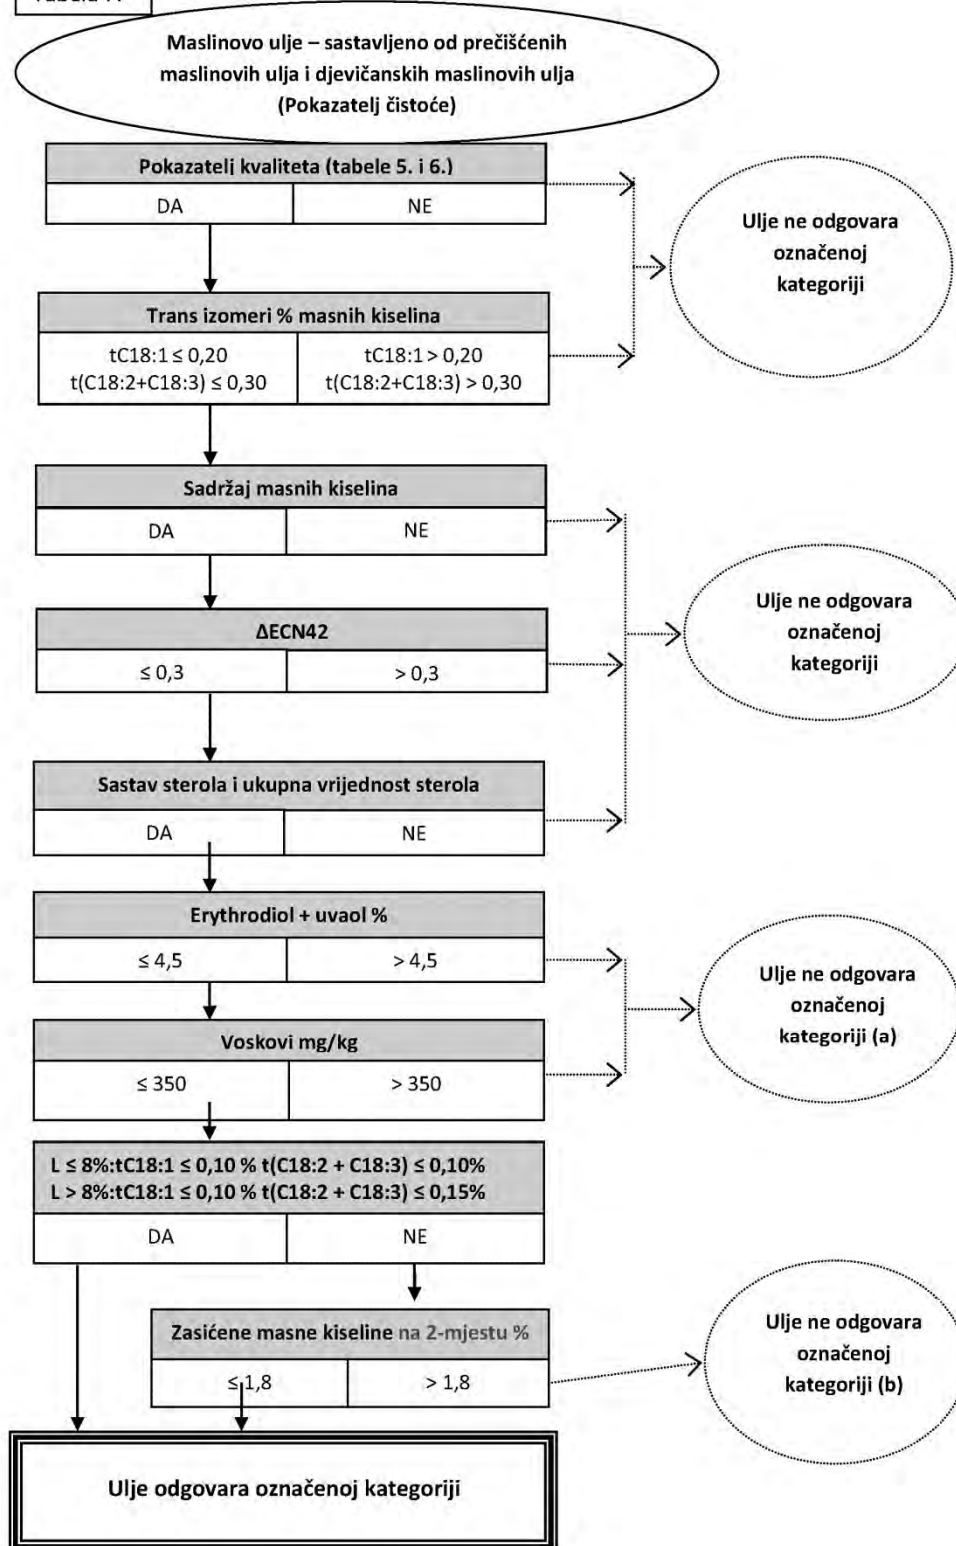 Maslinovo ulje – sastavljeno od prečišćenih
maslinovih ulja i djevičanskih maslinovih ulja
(Pokazatelj čistoće)
Pokazatelj kvaliteta (tabele 5. i 6.)
DA NE
Ulje ne odgovara
označenoj
kategoriji
Trans izomeri % masnih kiselina
tC18:1 ≤ 0,20 tC18:1 > 0,20
t(C18:2+C18:3) ≤ 0,30 t(C18:2+C18:3) > 0,30
Sadržaj masnih kiselina
DA NE
Ulje ne odgovara
označenoj
kategoriji
ΔECN42
≤ 0,3 > 0,3
Sastav sterola i ukupna vrijednost sterola
DA NE
Erythrodiol + uvaol %
≤ 4,5 > 4,5
Ulje ne odgovara
označenoj
kategoriji (a)
Voskovi mg/kg
≤ 350 > 350
L ≤ 8%:tC18:1 ≤ 0,10 % t(C18:2 + C18:3) ≤ 0,10%
L > 8%:tC18:1 ≤ 0,10 % t(C18:2 + C18:3) ≤ 0,15%
DA NE
Zasićene masne kiseline na 2-mjestu %
≤ 1,8 > 1,8
Ulje ne odgovara
označenoj
kategoriji (b)
Ulje odgovara označenoj kategoriji